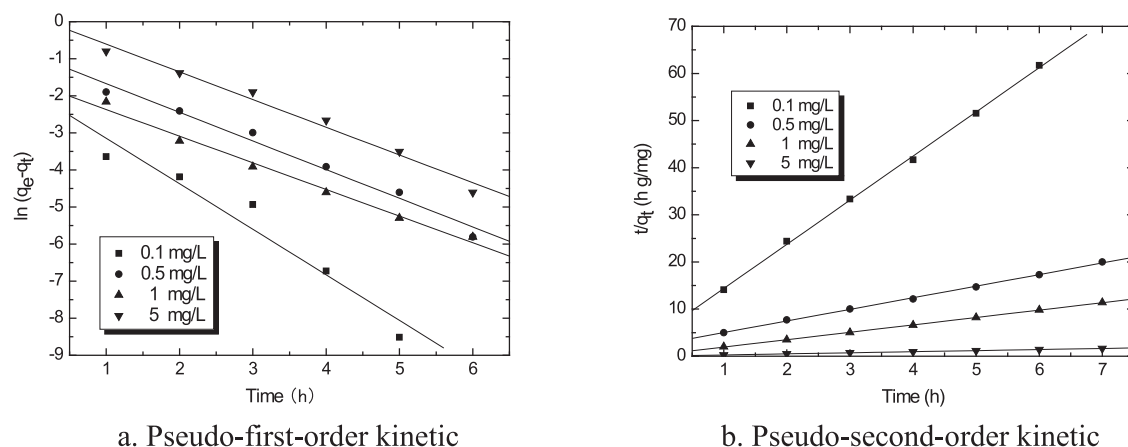 0
-1
-2
-3
-4
-5
-6
-7
-8
-9
ln (qe-qt)
0.1 mg/L
0.5 mg/L
1 mg/L
5 mg/L
1 2 3 4 5 6
Time (h)
a. Pseudo-first-order kinetic
70
60
50
40
30
20
10
0
t/qt (h g/mg)
0.1 mg/L
0.5 mg/L
1 mg/L
5 mg/L
1 2 3 4 5 6 7
Time (h)
b. Pseudo-second-order kinetic